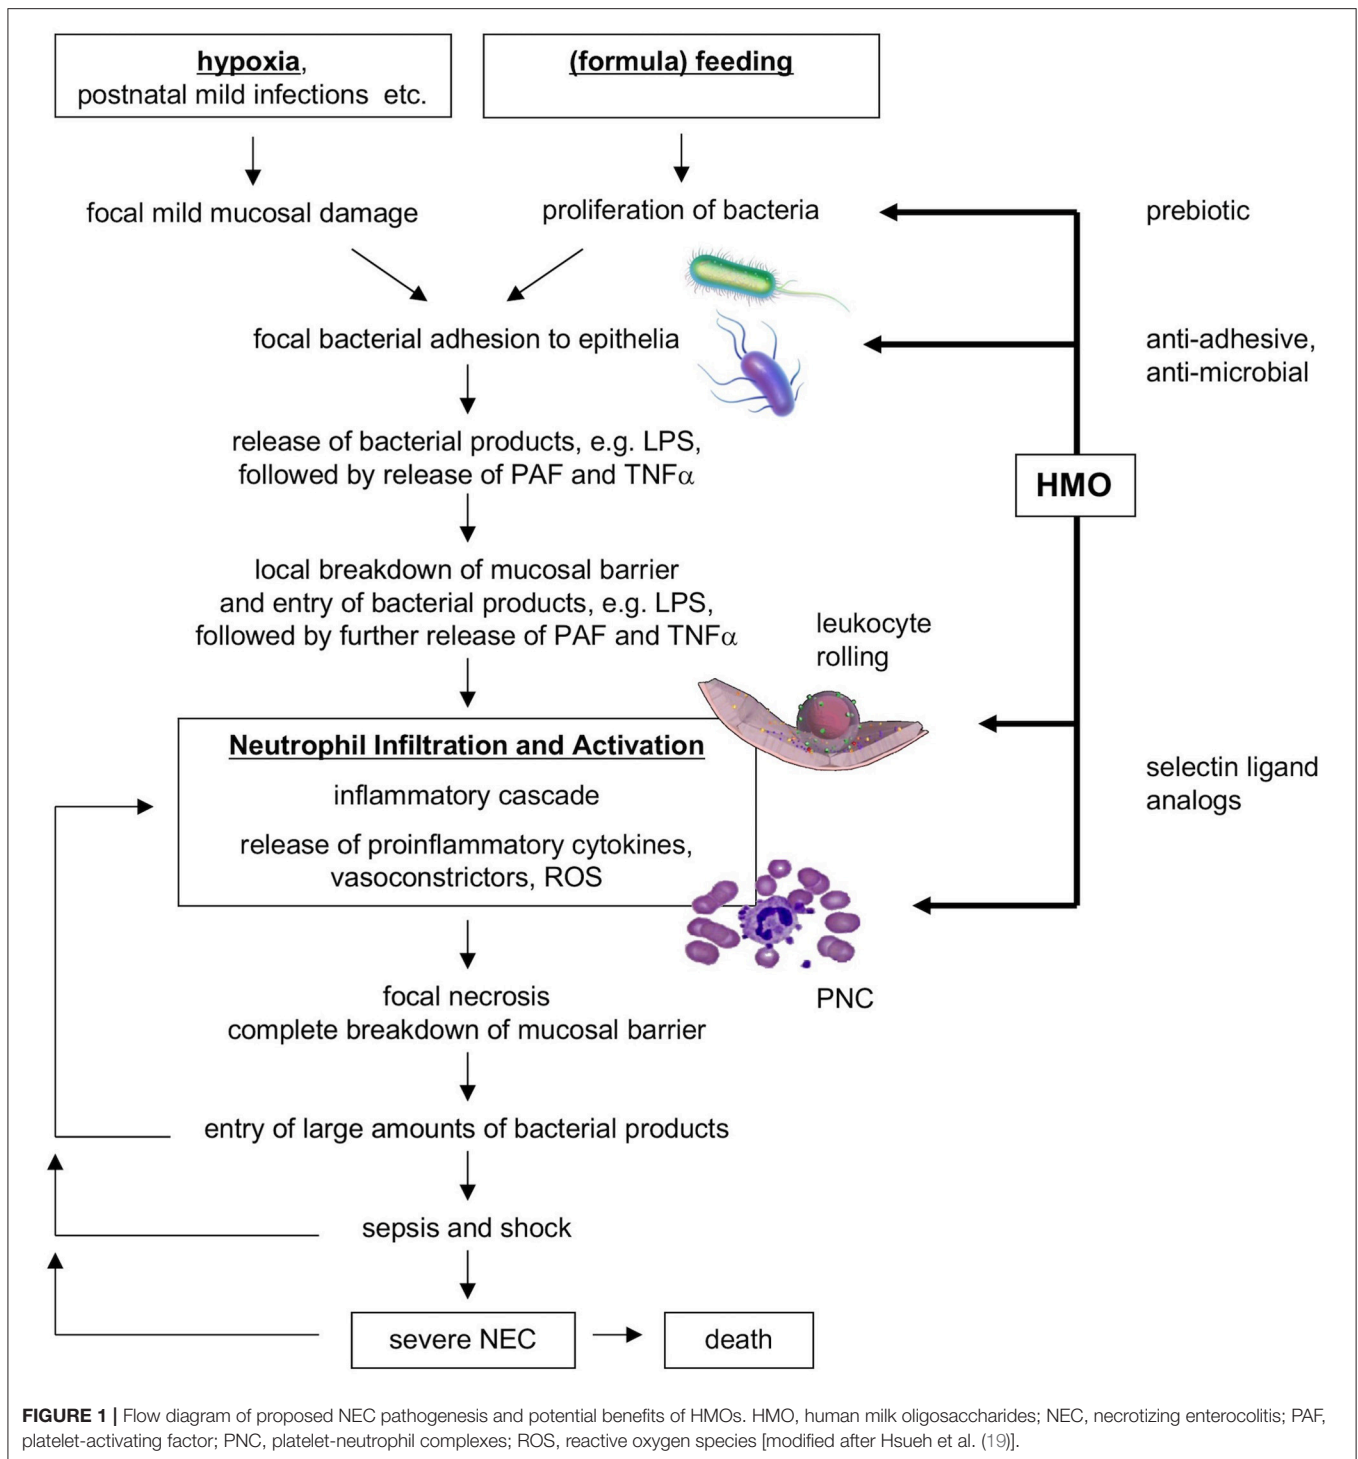 hypoxia,
postnatal mild infections etc.
(formula) feeding
focal mild mucosal damage
proliferation of bacteria
prebiotic
focal bacterial adhesion to epithelia
anti-adhesive,
anti-microbial
release of bacterial products, e.g. LPS,
followed by release of PAF and TNFα
HMO
local breakdown of mucosal barrier
and entry of bacterial products, e.g. LPS,
followed by further release of PAF and TNFα
leukocyte
rolling
Neutrophil Infiltration and Activation
inflammatory cascade
release of proinflammatory cytokines,
vasoconstrictors, ROS
selectin ligand
analogs
PNC
focal necrosis
complete breakdown of mucosal barrier
entry of large amounts of bacterial products
sepsis and shock
severe NEC
death
FIGURE 1 | Flow diagram of proposed NEC pathogenesis and potential benefits of HMOs. HMO, human milk oligosaccharides; NEC, necrotizing enterocolitis; PAF,
platelet-activating factor; PNC, platelet-neutrophil complexes; ROS, reactive oxygen species [modified after Hsueh et al. (19)].